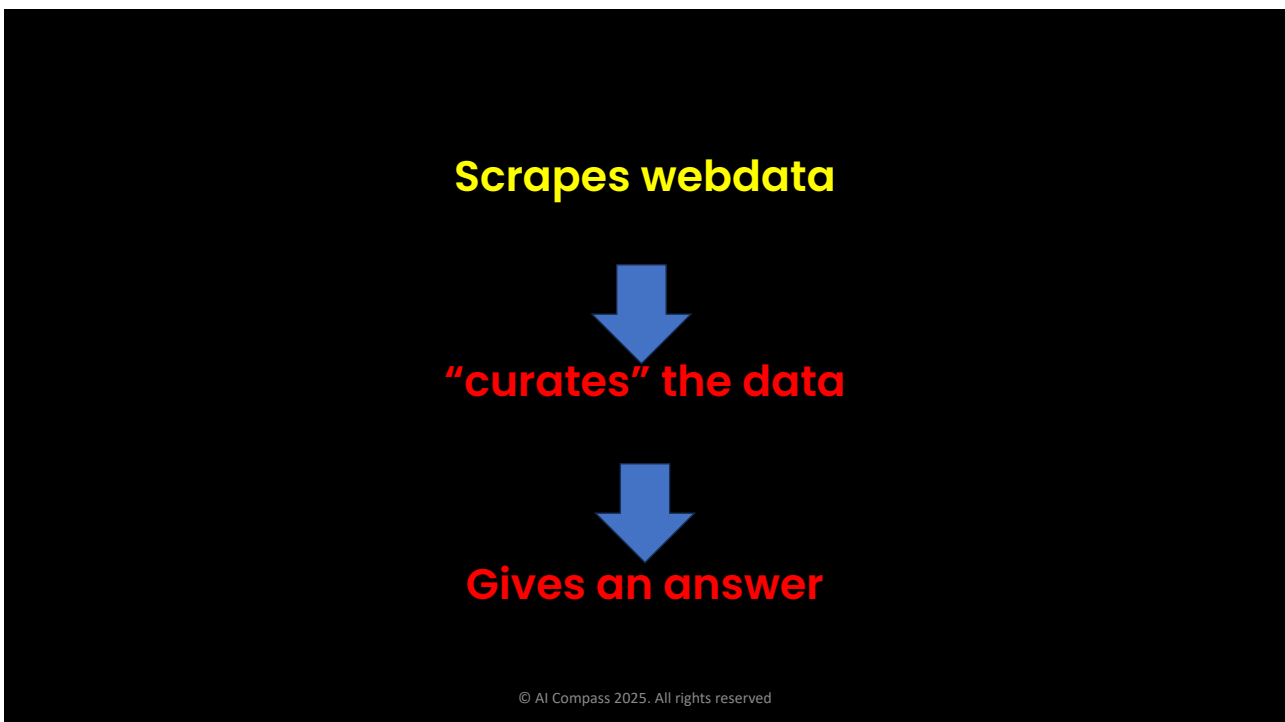 Scrapes webdata
“curates” the data
Gives an answer
© AI Compass 2025. All rights reserved